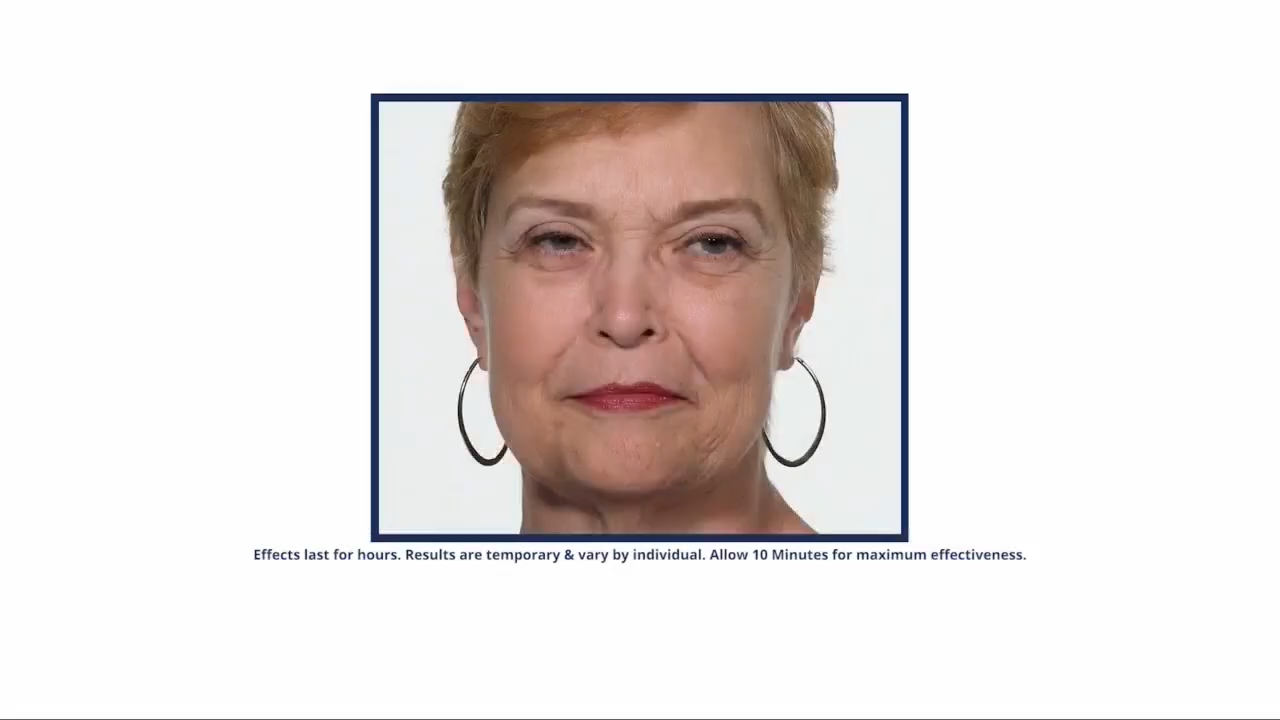 Effects last for hours. Results are temporary & vary by individual. Allow 10 Minutes for maximum effectiveness.